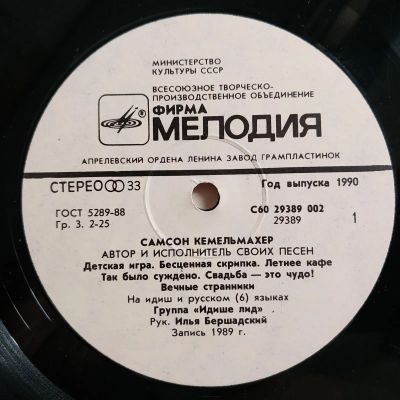 МИНИСТЕРСТВО
КУЛЬТУРЫ СССР
ВСЕСОЮЗНОЕ ТВОРЧЕСКО-
ПРОИЗВОДСТВЕННОЕ ОБЪЕДИНЕНИЕ
ФИРМА
МЕЛОДИЯ
АПРЕЛЕВСКИЙ ОРДЕНА ЛЕНИНА ЗАВОД ГРАМПЛАСТИНОК
СТЕРЕО 33
Год выпуска 1990
ГОСТ 5289-88
Гр. 3. 2-25
С60 29389 002
29389
1
САМСОН КЕМЕЛЬМАХЕР
АВТОР И ИСПОЛНИТЕЛЬ СВОИХ ПЕСЕН
Детская игра. Бесценная скрипка. Летнее кафе
Так было суждено. Свадьба — это чудо!
Вечные странники
На идиш и русском (6) языках
Группа «Идише лид»
Рук. Илья Бершадский
Запись 1989 г.